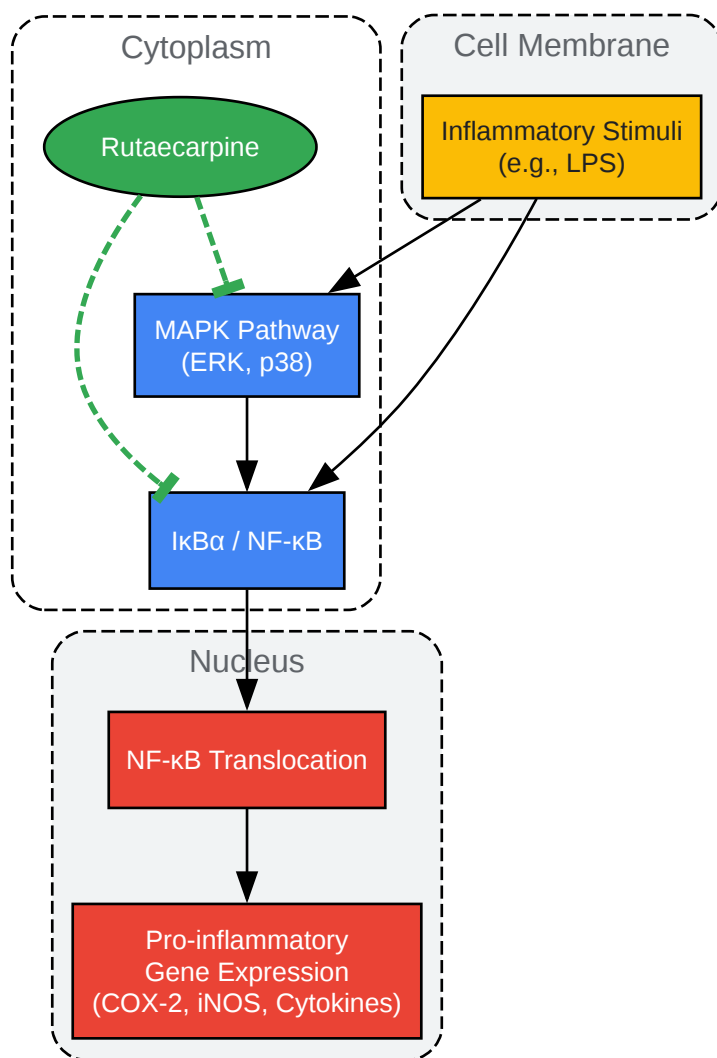 Cytoplasm
Cell Membrane
Rutaecarpine
Inflammatory Stimuli
(e.g., LPS)
MAPK Pathway
(ERK, p38)
IκBα / NF-κB
Nucleus
NF-κB Translocation
Pro-inflammatory
Gene Expression
(COX-2, iNOS, Cytokines)